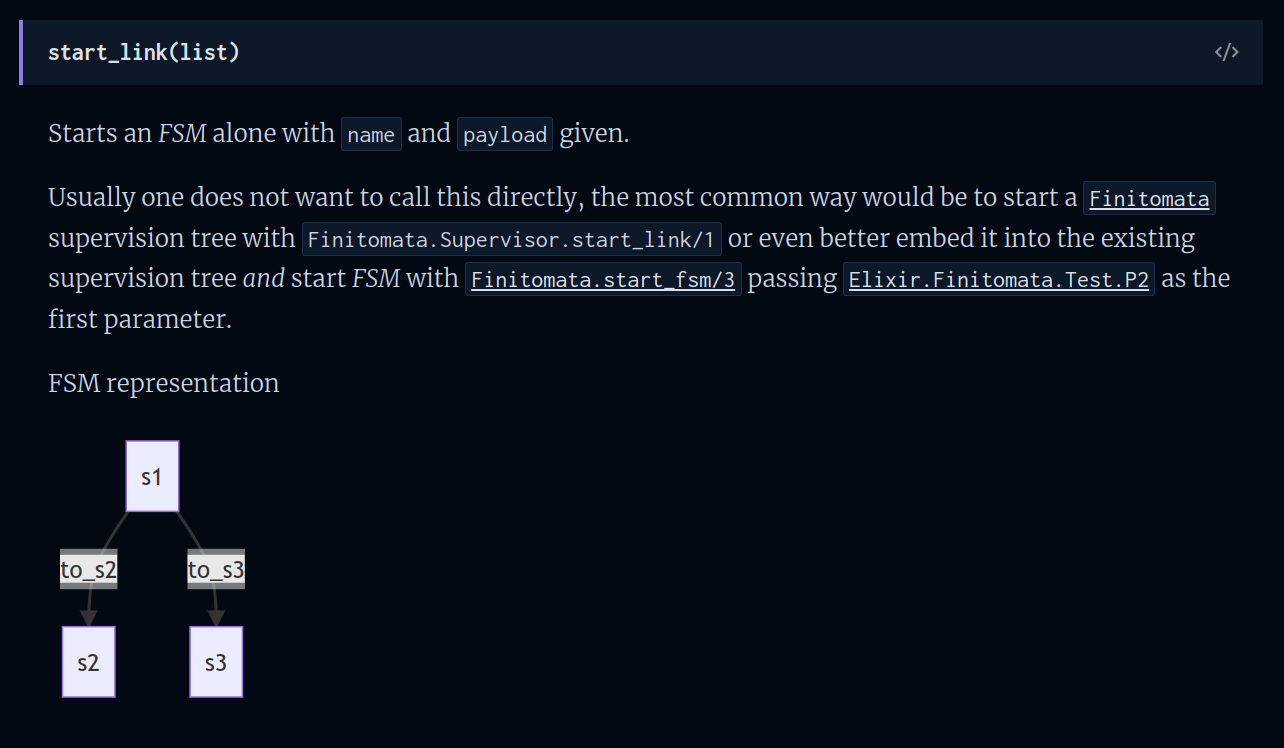 start_link(list)
</>
Starts an FSM alone with name and payload given.
Usually one does not want to call this directly, the most common way would be to start a Finitomata
supervision tree with Finitomata.Supervisor.start_link/1 or even better embed it into the existing
supervision tree and start FSM with Finitomata.start_fsm/3 passing Elixir.Finitomata.Test.P2 as the
first parameter.
FSM representation
s1
to_s2 to_s3
s2 s3